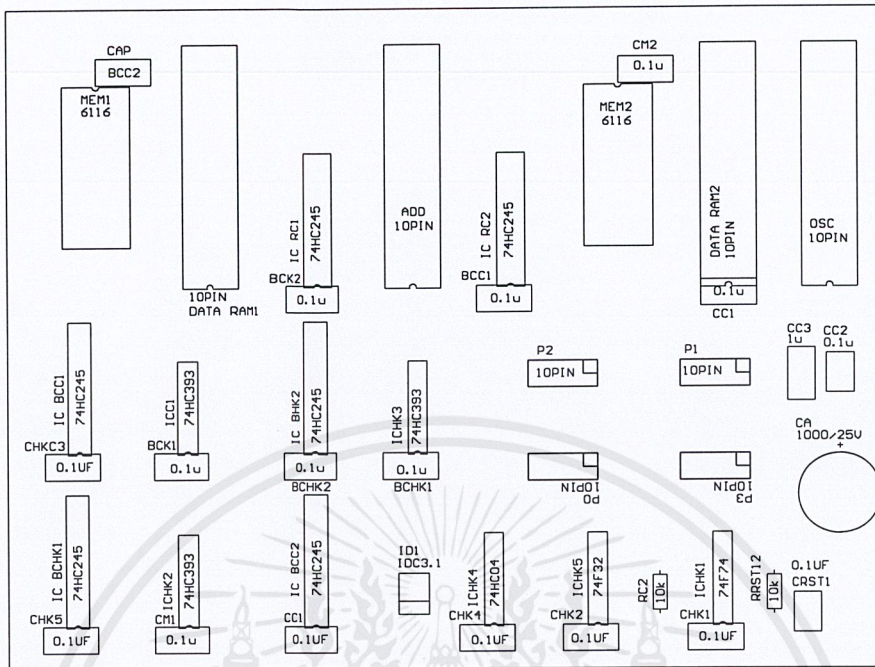 CAP
BCC2
MEM1
6116
10PIN
DATA RAM1
IC RC1
74HC245
BCK2
0.1u
ADD
10PIN
IC RC2
74HC245
BCC1
0.1u
CM2
0.1u
MEM2
6116
DATA RAM2
10PIN
0.1u
CC1
OSC
10PIN
IC BCC1
74HC245
CHKC3
0.1UF
ICC1
74HC393
BCK1
0.1u
IC BHK2
74HC245
0.1u
BCHK2
ICHK3
74HC393
0.1u
BCHK1
P2
10PIN
P1
10PIN
CC3
1u
CC2
0.1u
10PIN
P0
10PIN
P3
CA
1000/25V
+
IC BCHK1
74HC245
CHK5
0.1UF
ICHK2
74HC393
CM1
0.1u
IC BCC2
74HC245
CC1
0.1UF
ID1
IDC3.1
ICHK4
74HC04
CHK4
0.1UF
ICHK5
74F32
CHK2
0.1UF
RC2
10k
ICHK1
74F74
CHK1
0.1UF
RRST12
10k
0.1UF
CRST1